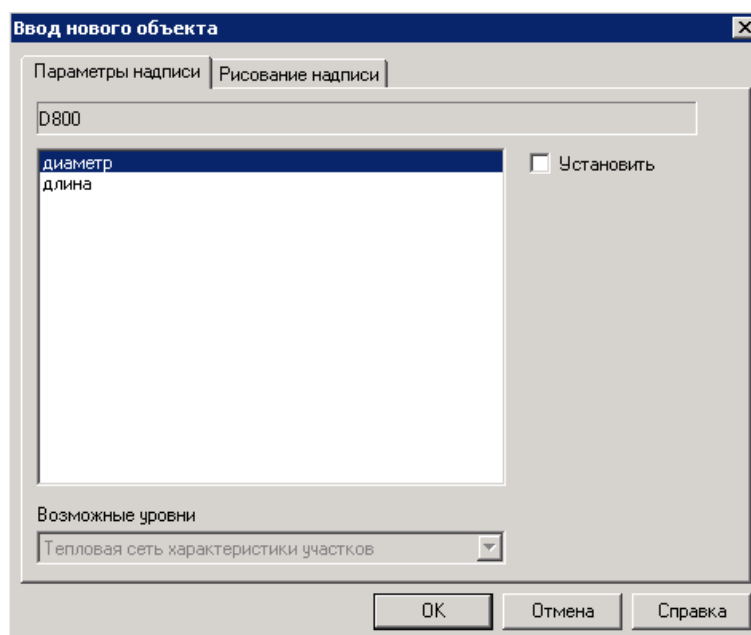 Ввод нового объекта
Параметры надписи Рисование надписи
D800
диаметр
Установить
длина
Возможные уровни
Тепловая сеть характеристики участков
ОК Отмена Справка